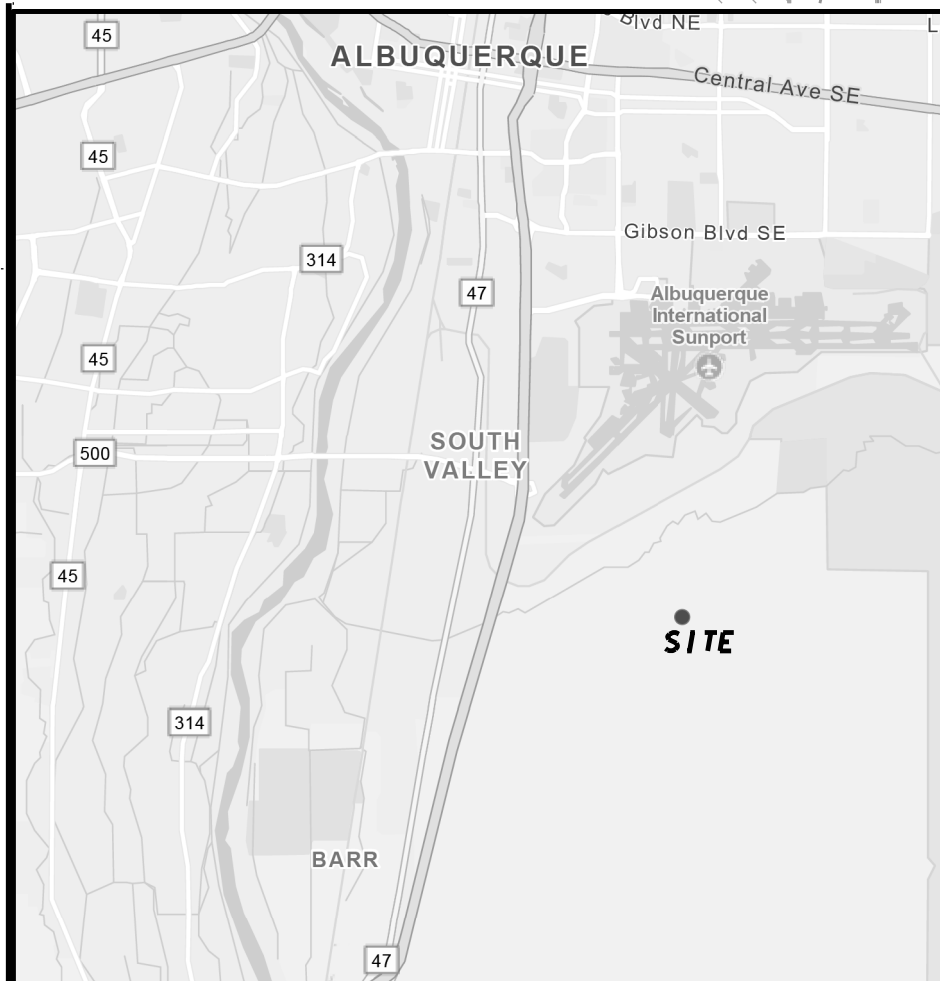 Blvd NE
45
ALBUQUERQUE
Central Ave SE
45
Gibson Blvd SE
314
47
Albuquerque
International
Sunport
45
SOUTH
VALLEY
500
45
SITE
314
BARR
47